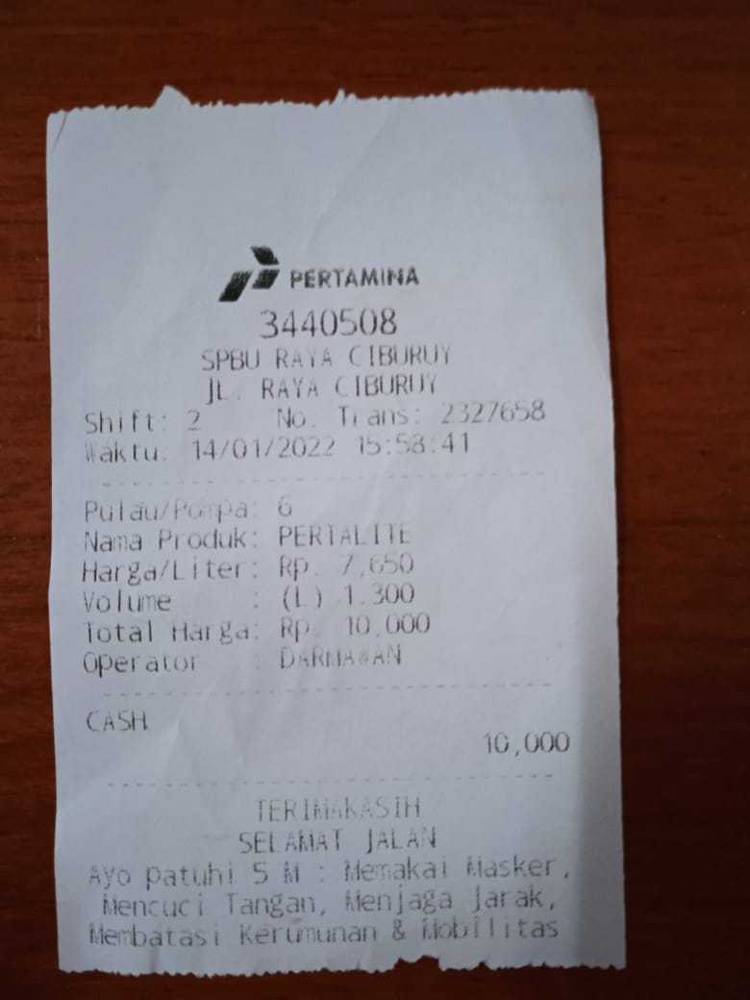 PERTAMINA
3440508
SPBU RAYA CIBURUY
JL. RAYA CIBURUY
Shift: 2 No. Trans: 2327658
Waktu: 14/01/2022 15:58:41
Pulau/Pompa: 6
Nama Produk: PERTALITE
Harga/Liter: Rp. 7,650
Volume : (L) 1.300
Total Harga: Rp. 10,000
Operator : DARMAWAN
CASH
10,000
TERIMAKASIH
SELAMAT JALAN
Ayo patuhi 5 M : Memakai Masker,
Mencuci Tangan, Menjaga Jarak,
Membatasi Kerumunan & Mobilitas